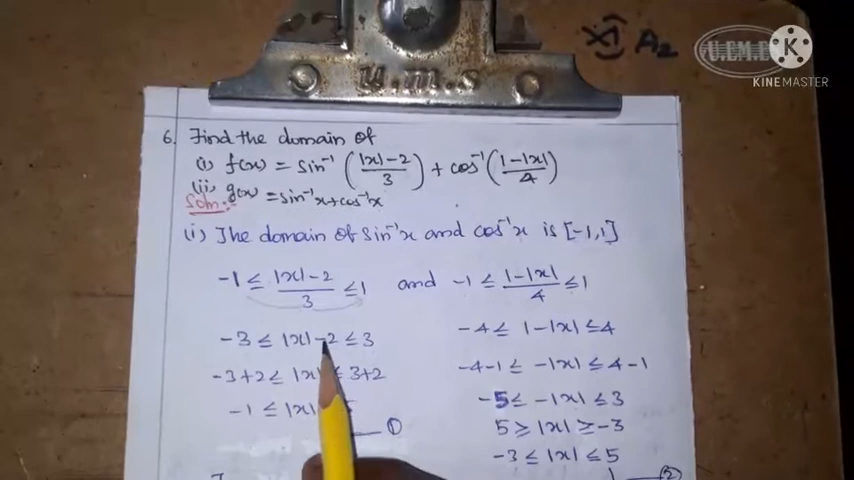 XI A2
U.E.M.E
K
KINEMASTER
U.M.S
6. Find the domain of
(i) f(x) = sin⁻¹ (|x|-2/3) + cos⁻¹ (1-|x|/4)
(ii) g(x) = sin⁻¹x + cos⁻¹x
Soln:-
(i) The domain of sin⁻¹x and cos⁻¹x is [-1,1]
-1 ≤ |x|-2/3 ≤ 1 and -1 ≤ 1-|x|/4 ≤ 1
-3 ≤ |x|-2 ≤ 3 -4 ≤ 1-|x| ≤ 4
-3+2 ≤ |x| ≤ 3+2 -4-1 ≤ -|x| ≤ 4-1
-1 ≤ |x| -5 ≤ -|x| ≤ 3
①
5 ≥ |x| ≥ -3
-3 ≤ |x| ≤ 5
②